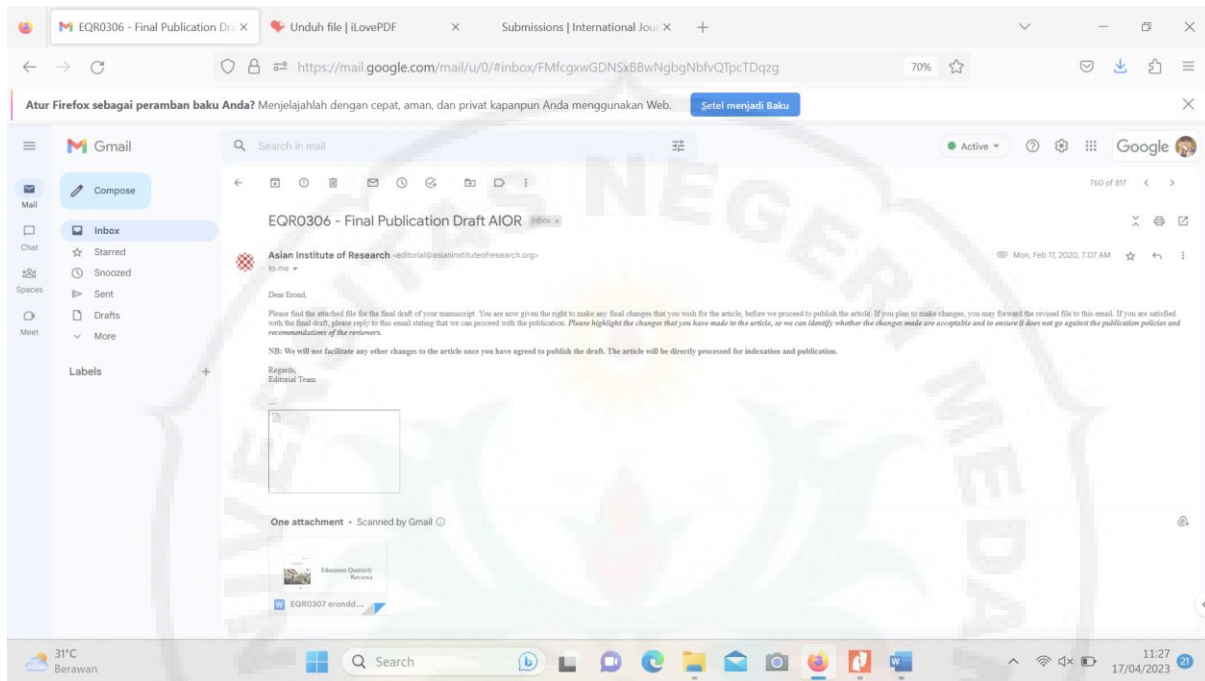 EQR0306 - Final Publication Dra
Unduh file | iLovePDF
Submissions | International Jour
https://mail.google.com/mail/u/0/#inbox/FMfcgxwGDNSxBBwNgbgNbfvQTpcTDqzg
70%
Atur Firefox sebagai peramban baku Anda? Menjelajahlah dengan cepat, aman, dan privat kapanpun Anda menggunakan Web.
Setel menjadi Baku
Gmail
Search in mail
Active
Google
Mail
Compose
760 of 817
Chat
Inbox
EQR0306 - Final Publication Draft AIOR
Inbox x
Starred
Asian Institute of Research <editorial@asianinstituteofresearch.org>
Mon, Feb 17, 2020, 7:07 AM
to me
Spaces
Snoozed
Sent
Drafts
Meet
More
Labels
Dear Erond,
Please find the attached file for the final draft of your manuscript. You are now given the right to make any final changes that you wish for the article, before we proceed to publish the article. If you plan to make changes, you may forward the revised file to this email. If you are satisfied
with the final draft, please reply to this email stating that we can proceed with the publication. Please highlight the changes that you have made to the article, so we can identify whether the changes made are acceptable and to ensure it does not go against the publication policies and
recommendations of the reviewers.
NB: We will not facilitate any other changes to the article once you have agreed to publish the draft. The article will be directly processed for indexation and publication.
Regards,
Editorial Team
One attachment • Scanned by Gmail
Education Quarterly
Reviews
W
EQR0307 erondd....
UNIVERSITAS NEGERI MEDAN
31°C
Berawan
Search
11:27
17/04/2023
21